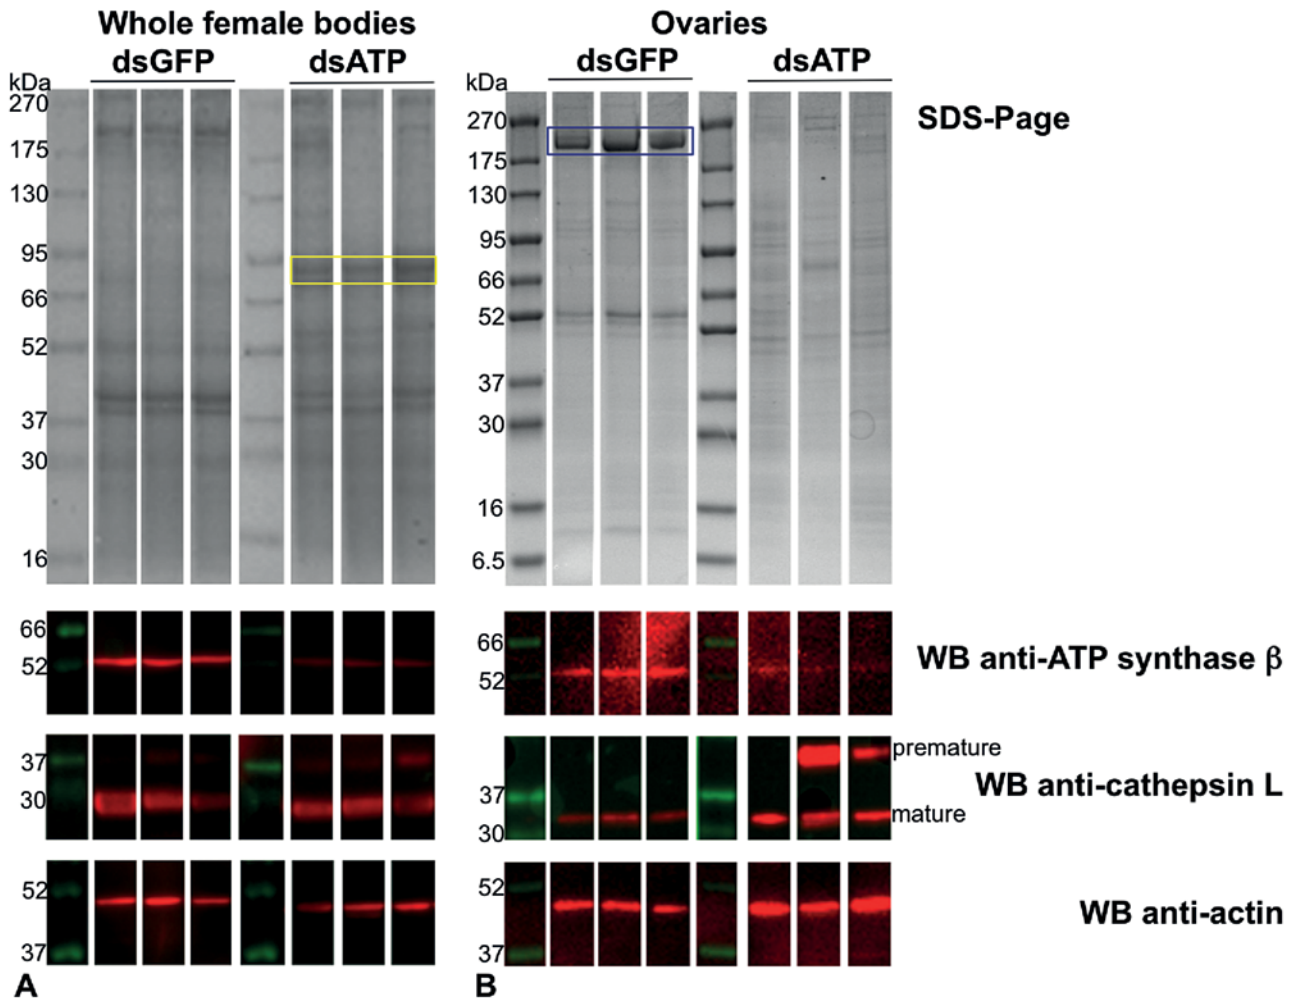 Whole female bodies
Ovaries
dsGFP
dsATP
dsGFP
dsATP
kDa
270
175
130
95
66
52
37
30
16
kDa
270
175
130
95
66
52
37
30
16
6.5
SDS-Page
66
52
66
52
WB anti-ATP synthase β
37
30
37
30
premature
mature
WB anti-cathepsin L
52
37
52
37
WB anti-actin
A
B